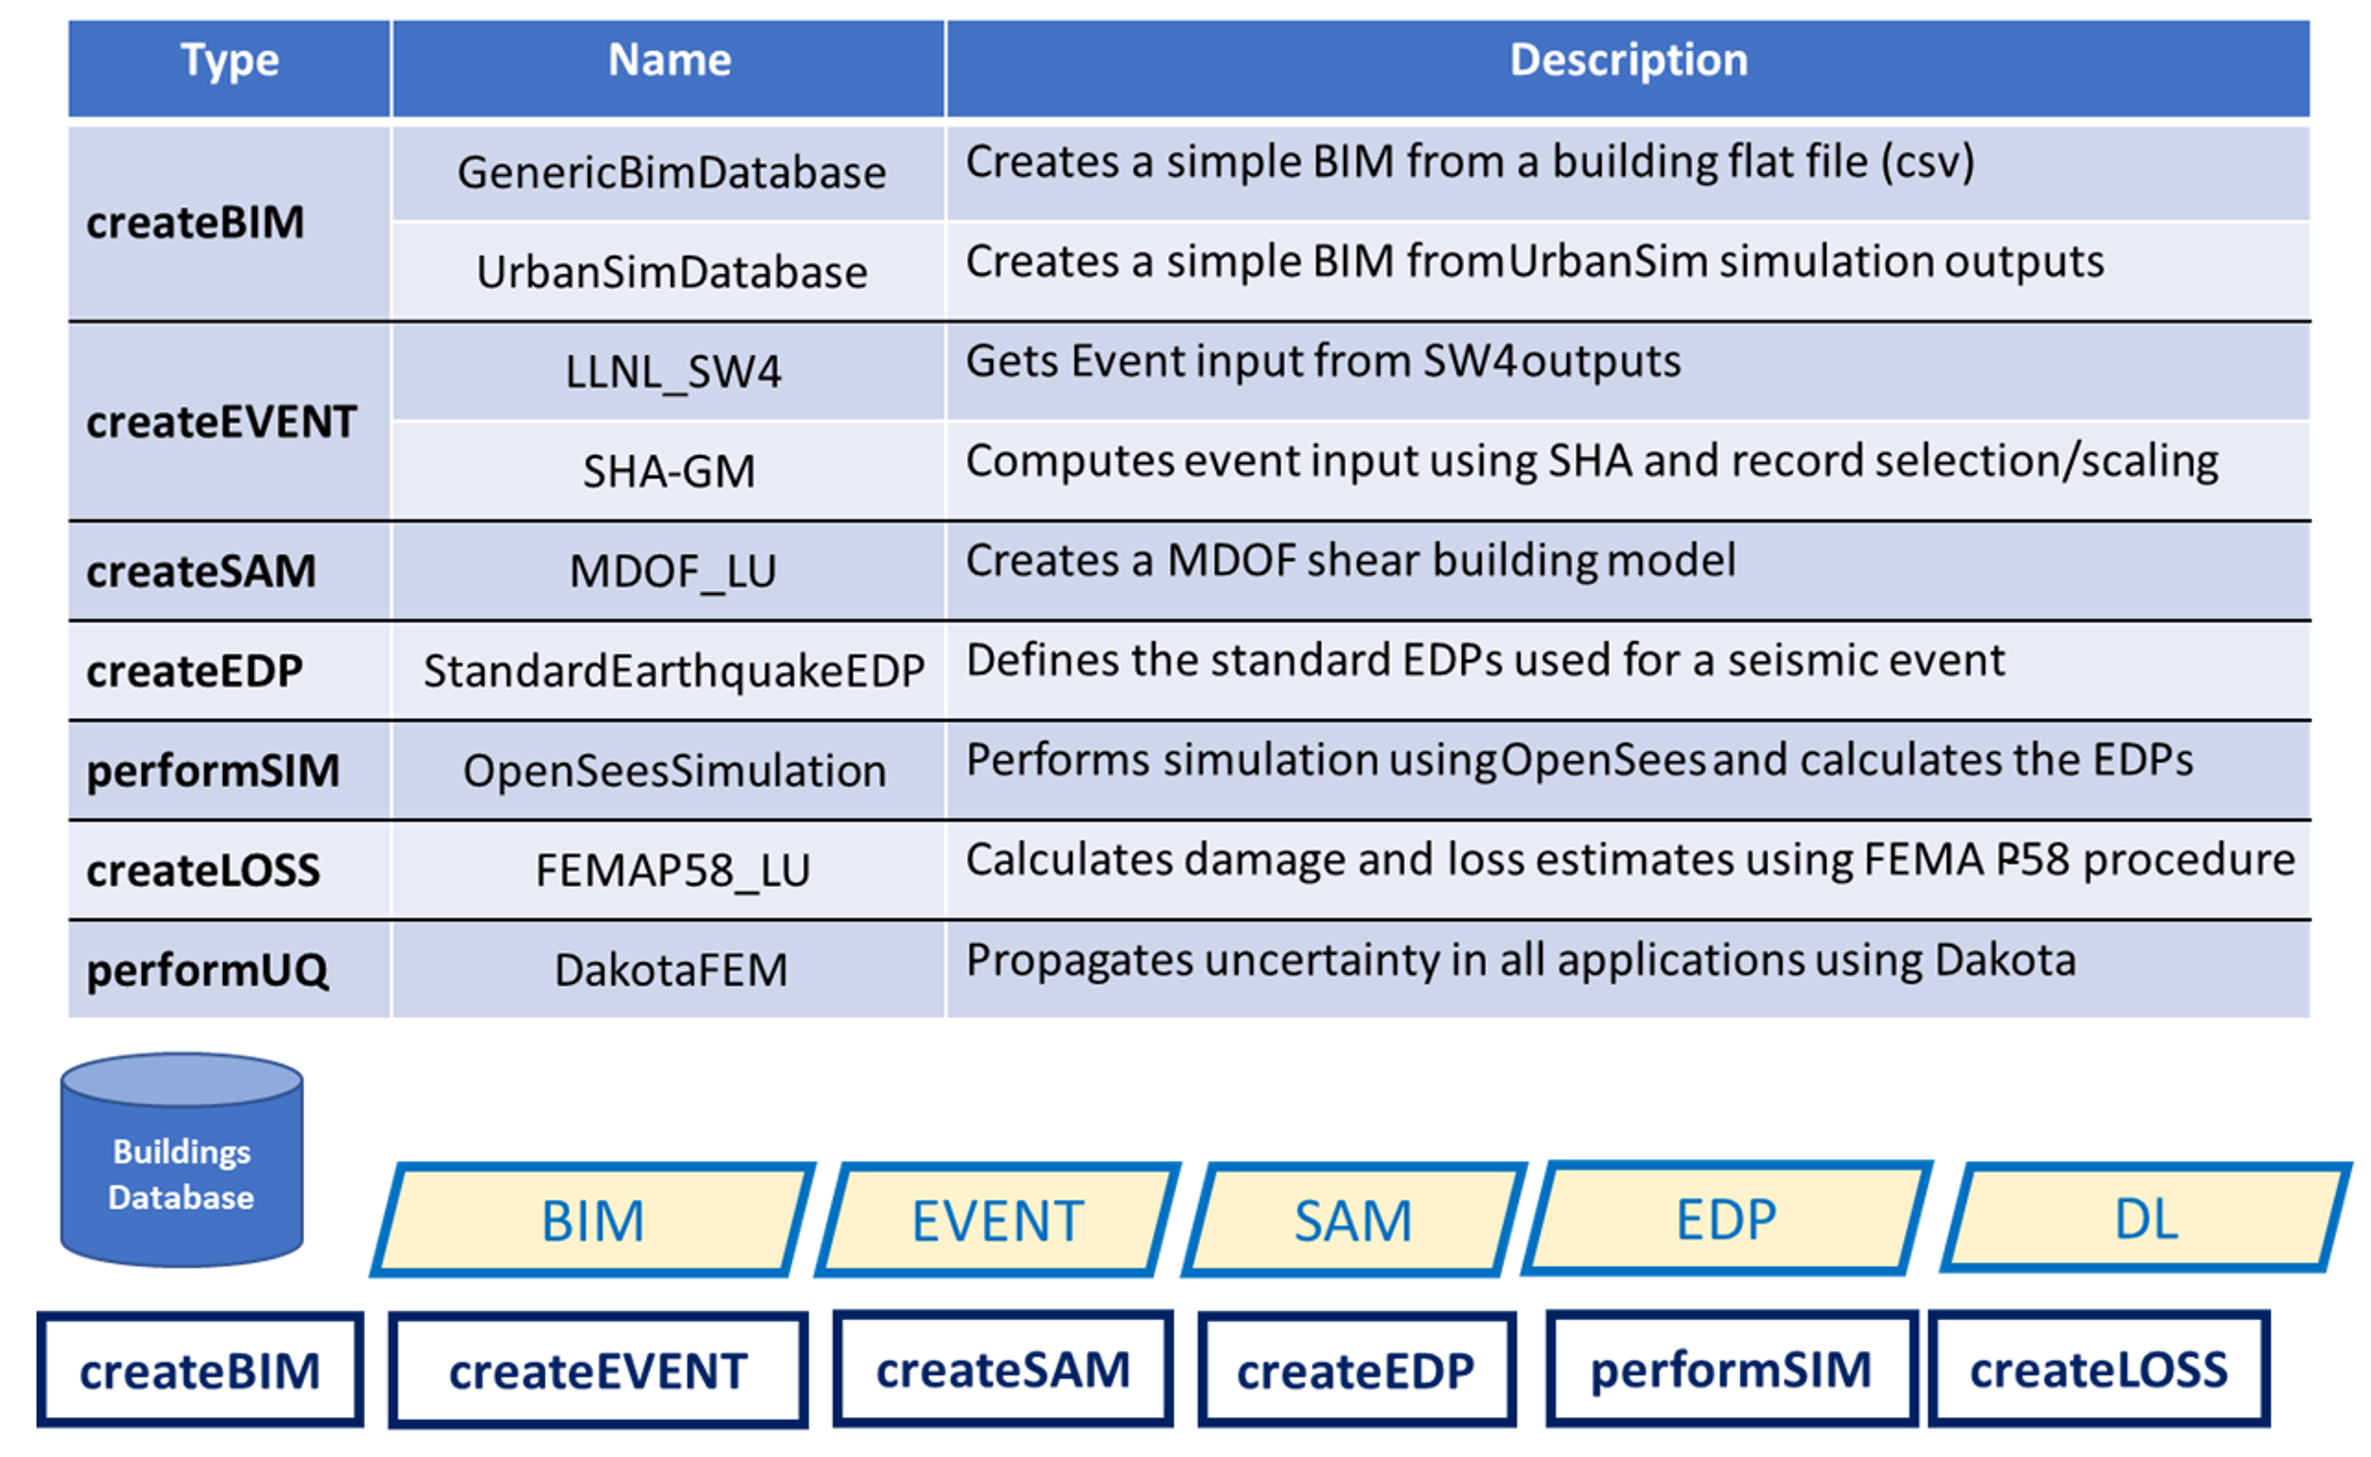 Type Name Description
createBIM
GenericBimDatabase Creates a simple BIM from a building flat file (csv)
UrbanSimDatabase Creates a simple BIM fromUrbanSim simulation outputs
createEVENT
LLNL_SW4 Gets Event input from SW4outputs
SHA-GM Computes event input using SHA and record selection/scaling
createSAM MDOF_LU Creates a MDOF shear building model
createEDP StandardEarthquakeEDP Defines the standard EDPs used for a seismic event
performSIM OpenSeesSimulation Performs simulation usingOpenSeesand calculates the EDPs
createLOSS FEMAP58_LU Calculates damage and loss estimates using FEMA P-58 procedure
performUQ DakotaFEM Propagates uncertainty in all applications using Dakota
Buildings
Database
BIM EVENT SAM EDP DL
createBIM createEVENT createSAM createEDP performSIM createLOSS